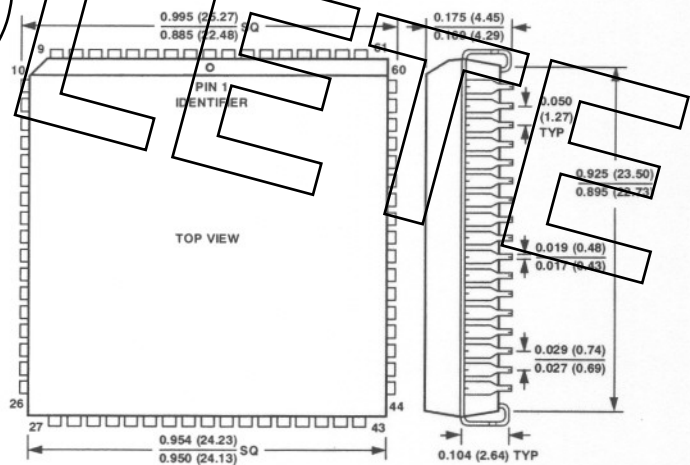 0.995 (25.27)
0.885 (22.48) SQ
9
61
10
60
PIN 1
IDENTIFIER
TOP VIEW
26
44
27
43
0.954 (24.23)
0.950 (24.13) SQ
0.175 (4.45)
0.169 (4.29)
0.050
(1.27)
TYP
0.925 (23.50)
0.895 (22.73)
0.019 (0.48)
0.017 (0.43)
0.029 (0.74)
0.027 (0.69)
0.104 (2.64) TYP